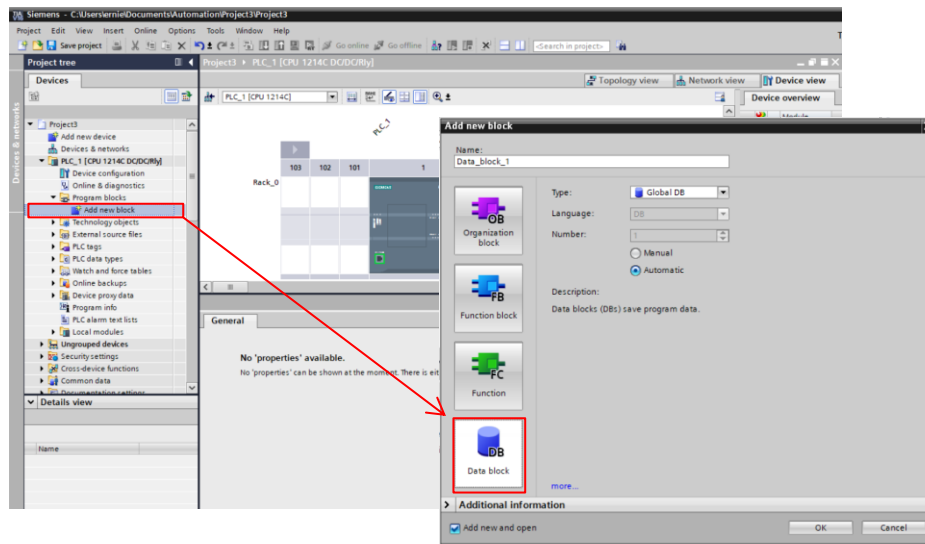 Siemens - C:\Users\ernie\Documents\Automation\Project3\Project3
Project Edit View Insert Online Options Tools Window Help
Save project Go online Go offline <Search in project>
Project tree
Project3 ▸ PLC_1 [CPU 1214C DC/DC/Rly]
Devices
Topology view Network view Device view
PLC_1 [CPU 1214C]
Device overview
Module
Devices & networks
Project3
Add new device
Devices & networks
PLC_1 [CPU 1214C DC/DC/Rly]
Device configuration
Online & diagnostics
Program blocks
Add new block
Technology objects
External source files
PLC tags
PLC data types
Watch and force tables
Online backups
Device proxy data
Program info
PLC alarm text lists
Local modules
Ungrouped devices
Security settings
Cross-device functions
Common data
Documentation settings
Details view
Name
PLC_1
103 102 101 1
Rack_0
General
No 'properties' available.
No 'properties' can be shown at the moment. There is eit
Add new block
Name:
Data_block_1
OB
Organization
block
FB
Function block
FC
Function
DB
Data block
Type: Global DB
Language: DB
Number: 1
Manual
Automatic
Description:
Data blocks (DBs) save program data.
more...
Additional information
Add new and open
OK Cancel